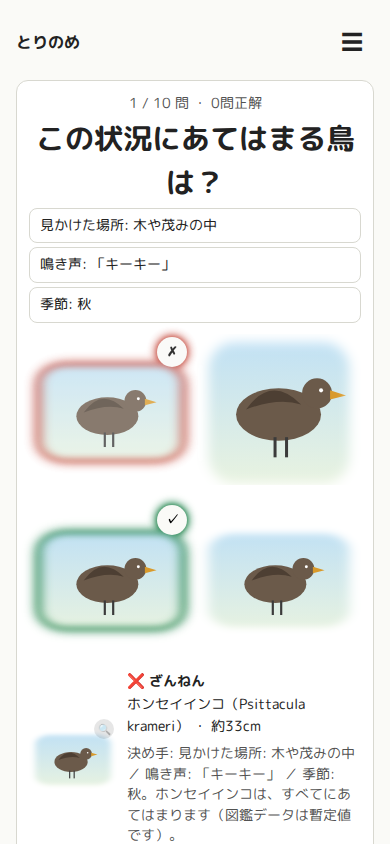 とりのめ
1 / 10 問 ・ 0問正解
この状況にあてはまる鳥
は？
見かけた場所: 木や茂みの中
鳴き声: 「キーキー」
季節: 秋
✗
✓
❌ ざんねん
ホンセイインコ（Psittacula
krameri） ・ 約33cm
決め手: 見かけた場所: 木や茂みの中
／ 鳴き声: 「キーキー」 ／ 季節:
秋。ホンセイインコは、すべてにあ
てはまります（図鑑データは暫定値
です）。